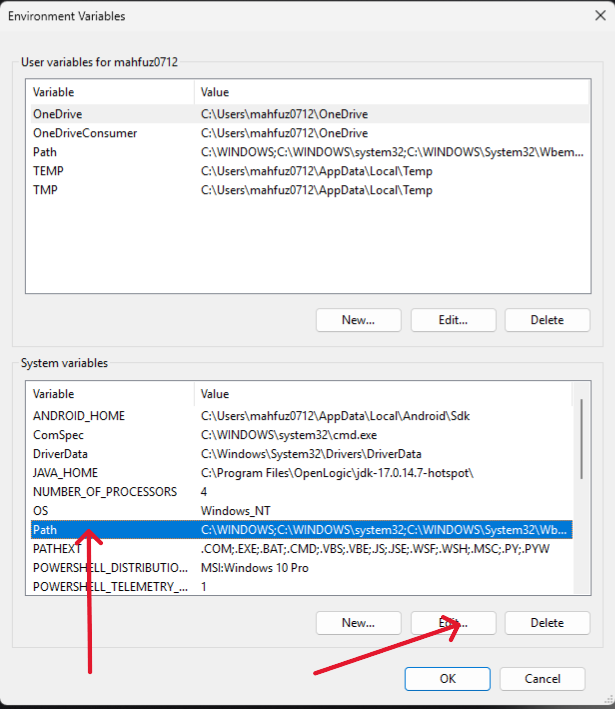 Environment Variables
User variables for mahfuz0712
Variable Value
OneDrive C:\Users\mahfuz0712\OneDrive
OneDriveConsumer C:\Users\mahfuz0712\OneDrive
Path C:\WINDOWS;C:\WINDOWS\system32;C:\WINDOWS\System32\Wbem...
TEMP C:\Users\mahfuz0712\AppData\Local\Temp
TMP C:\Users\mahfuz0712\AppData\Local\Temp
New... Edit... Delete
System variables
Variable Value
ANDROID_HOME C:\Users\mahfuz0712\AppData\Local\Android\Sdk
ComSpec C:\WINDOWS\system32\cmd.exe
DriverData C:\Windows\System32\Drivers\DriverData
JAVA_HOME C:\Program Files\OpenLogic\jdk-17.0.14.7-hotspot\
NUMBER_OF_PROCESSORS 4
OS Windows_NT
Path C:\WINDOWS;C:\WINDOWS\system32;C:\WINDOWS\System32\Wb...
PATHEXT .COM;.EXE;.BAT;.CMD;.VBS;.VBE;.JS;.JSE;.WSF;.WSH;.MSC;.PY;.PYW
POWERSHELL_DISTRIBUTIO... MSI:Windows 10 Pro
POWERSHELL_TELEMETRY_... 1
New... Edit... Delete
OK Cancel